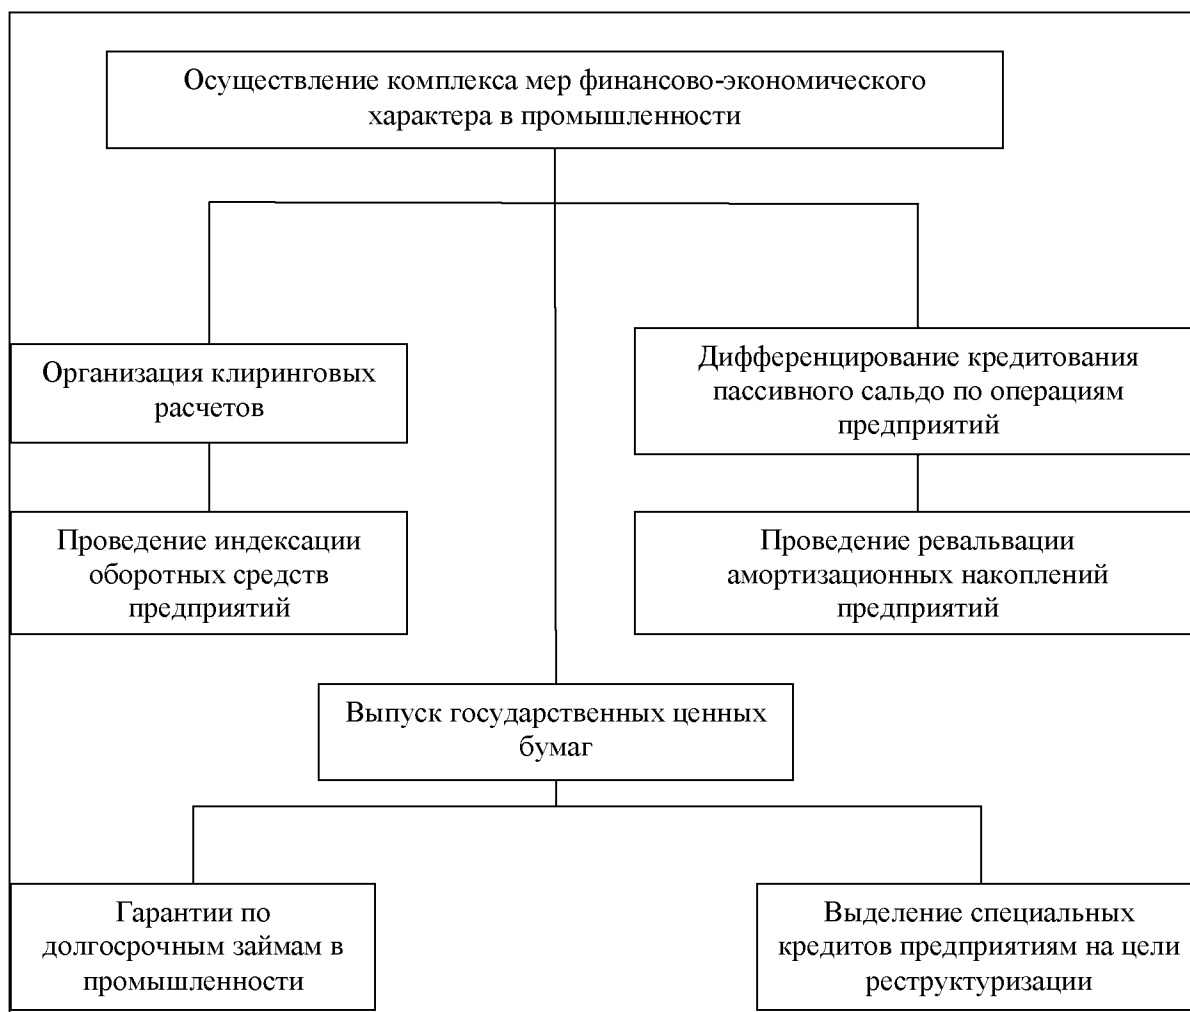 Осуществление комплекса мер финансово-экономического
характера в промышленности
Организация клиринговых
расчетов
Дифференцирование кредитования
пассивного сальдо по операциям
предприятий
Проведение индексации
оборотных средств
предприятий
Проведение ревальвации
амортизационных накоплений
предприятий
Выпуск государственных ценных
бумаг
Гарантии по
долгосрочным займам в
промышленности
Выделение специальных
кредитов предприятиям на цели
реструктуризации